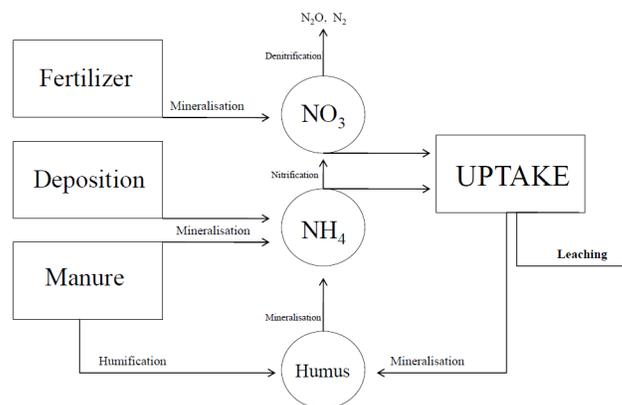 N₂O, N₂
Denitrification
Fertilizer
Mineralisation
NO₃
Deposition
Nitrification
UPTAKE
Mineralisation
NH₄
Manure
Leaching
Mineralisation
Humification
Humus
Mineralisation